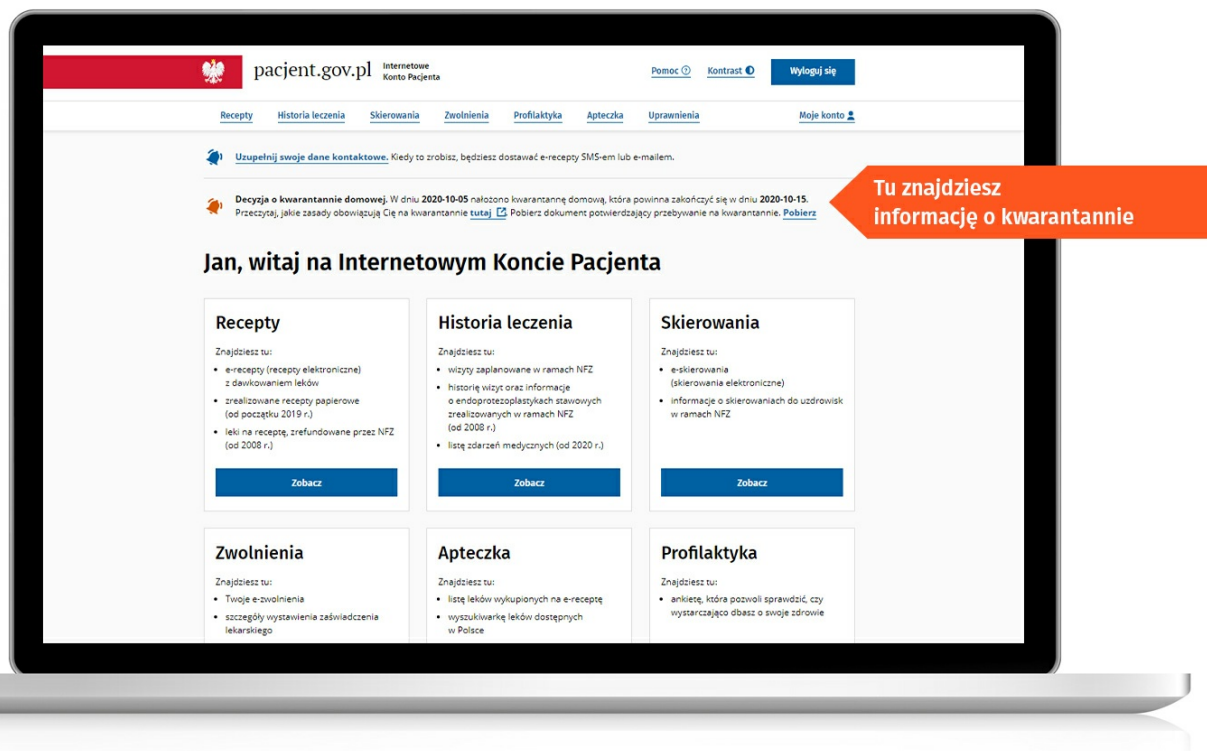 pacjent.gov.pl
Internetowe
Konto Pacjenta
Pomoc
Kontrast
Wyloguj się
Recepty
Historia leczenia
Skierowania
Zwolnienia
Profilaktyka
Apteczka
Uprawnienia
Moje konto
Uzupełnij swoje dane kontaktowe. Kiedy to zrobisz, będziesz dostawać e-recepty SMS-em lub e-mailem.
Decyzja o kwarantannie domowej. W dniu 2020-10-05 nałożono kwarantannę domową, która powinna zakończyć się w dniu 2020-10-15.
Przeczytaj, jakie zasady obowiązują Cię na kwarantannie tutaj Pobierz dokument potwierdzający przebywanie na kwarantannie. Pobierz
Tu znajdziesz
informację o kwarantannie
Jan, witaj na Internetowym Koncie Pacjenta
Recepty
Znajdziesz tu:
• e-recepty (recepty elektroniczne)
z dawkowaniem leków
• zrealizowane recepty papierowe
(od początku 2019 r.)
• leki na receptę, zrefundowane przez NFZ
(od 2008 r.)
Zobacz
Historia leczenia
Znajdziesz tu:
• wizyty zaplanowane w ramach NFZ
• historię wizyt oraz informacje
o endoprotezoplastykach stawowych
zrealizowanych w ramach NFZ
(od 2008 r.)
• listę zdarzeń medycznych (od 2020 r.)
Zobacz
Skierowania
Znajdziesz tu:
• e-skierowania
(skierowania elektroniczne)
• informacje o skierowaniach do uzdrowisk
w ramach NFZ
Zobacz
Zwolnienia
Znajdziesz tu:
• Twoje e-zwolnienia
• szczegóły wystawienia zaświadczenia
lekarskiego
Apteczka
Znajdziesz tu:
• listę leków wykupionych na e-receptę
• wyszukiwarkę leków dostępnych
w Polsce
Profilaktyka
Znajdziesz tu:
• ankietę, która pozwoli sprawdzić, czy
wystarczająco dbasz o swoje zdrowie